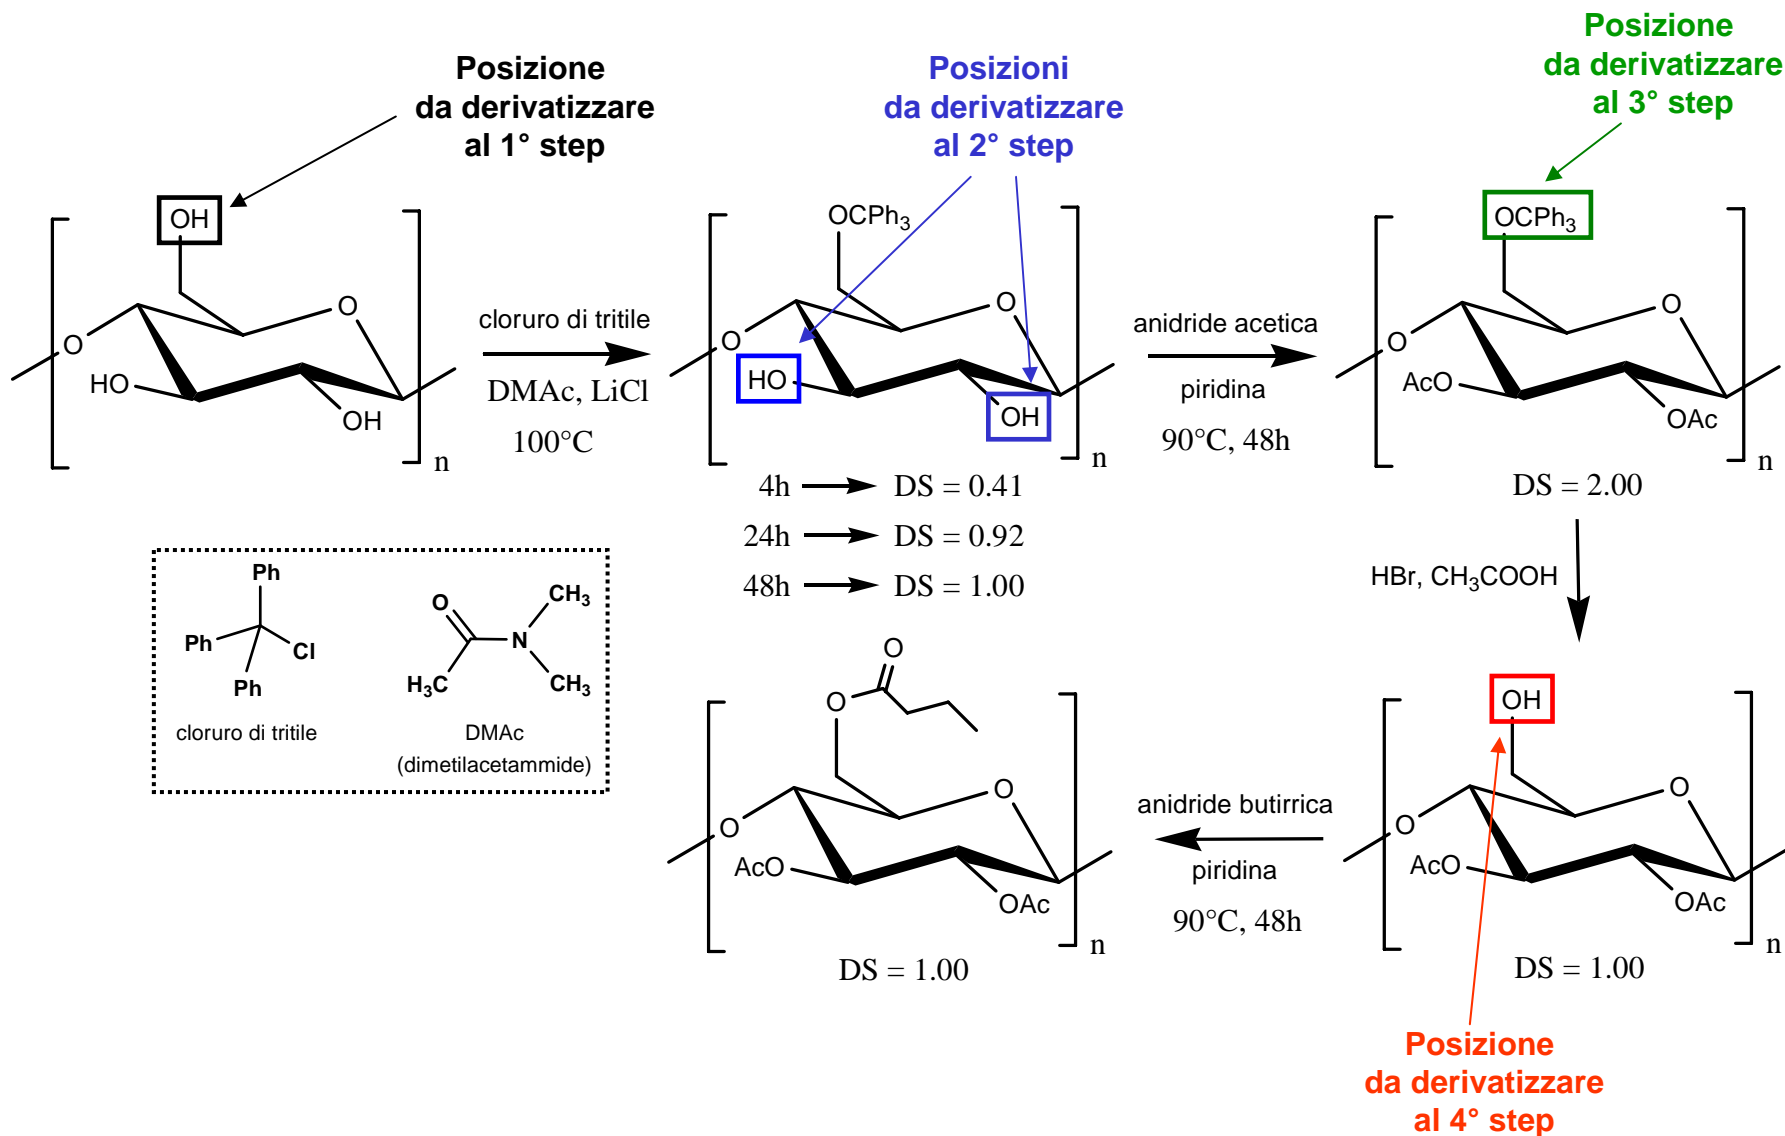 Posizione
da derivatizzare
al 1° step
Posizioni
da derivatizzare
al 2° step
Posizione
da derivatizzare
al 3° step
OH
O
O
HO
OH
n
cloruro di tritile
DMAc, LiCl
100°C
OCPh3
O
O
HO
OH
n
4h DS = 0.41
24h DS = 0.92
48h DS = 1.00
anidride acetica
piridina
90°C, 48h
OCPh3
O
O
AcO
OAc
n
DS = 2.00
HBr, CH3COOH
Ph
Ph
Cl
Ph
cloruro di tritile
O
CH3
N
H3C
CH3
DMAc
(dimetilacetammide)
OH
O
O
AcO
OAc
n
DS = 1.00
Posizione
da derivatizzare
al 4° step
anidride butirrica
piridina
90°C, 48h
O
O
O
O
AcO
OAc
n
DS = 1.00